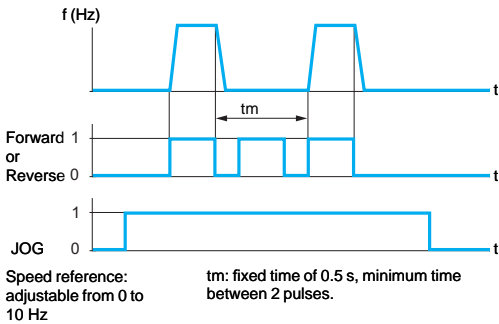 f (Hz)
t
tm
Forward 1
or
Reverse 0
t
1
JOG 0
t
Speed reference:
adjustable from 0 to
10 Hz
tm: fixed time of 0.5 s, minimum time
between 2 pulses.